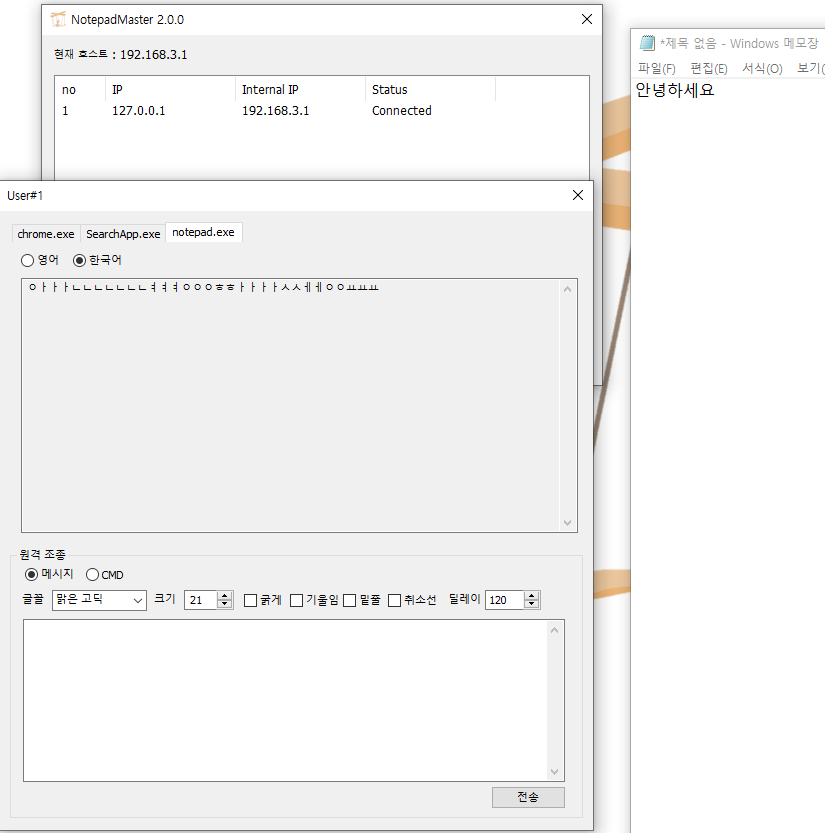 NotepadMaster 2.0.0
현재 호스트 : 192.168.3.1
no IP Internal IP Status
1 127.0.0.1 192.168.3.1 Connected
User#1
chrome.exe SearchApp.exe notepad.exe
영어 한국어
ㅇㅏㅏㅏㄴㄴㄴㄴㄴㄴㄴㅕㅕㅕㅇㅇㅇㅎㅎㅏㅏㅏㅏㅅㅅㅔㅔㅇㅇㅛㅛㅛ
원격 조종
메시지 CMD
글꼴 맑은 고딕 크기 21 굵게 기울임 밑줄 취소선 딜레이 120
전송
*제목 없음 - Windows 메모장
파일(F) 편집(E) 서식(O) 보기(
안녕하세요